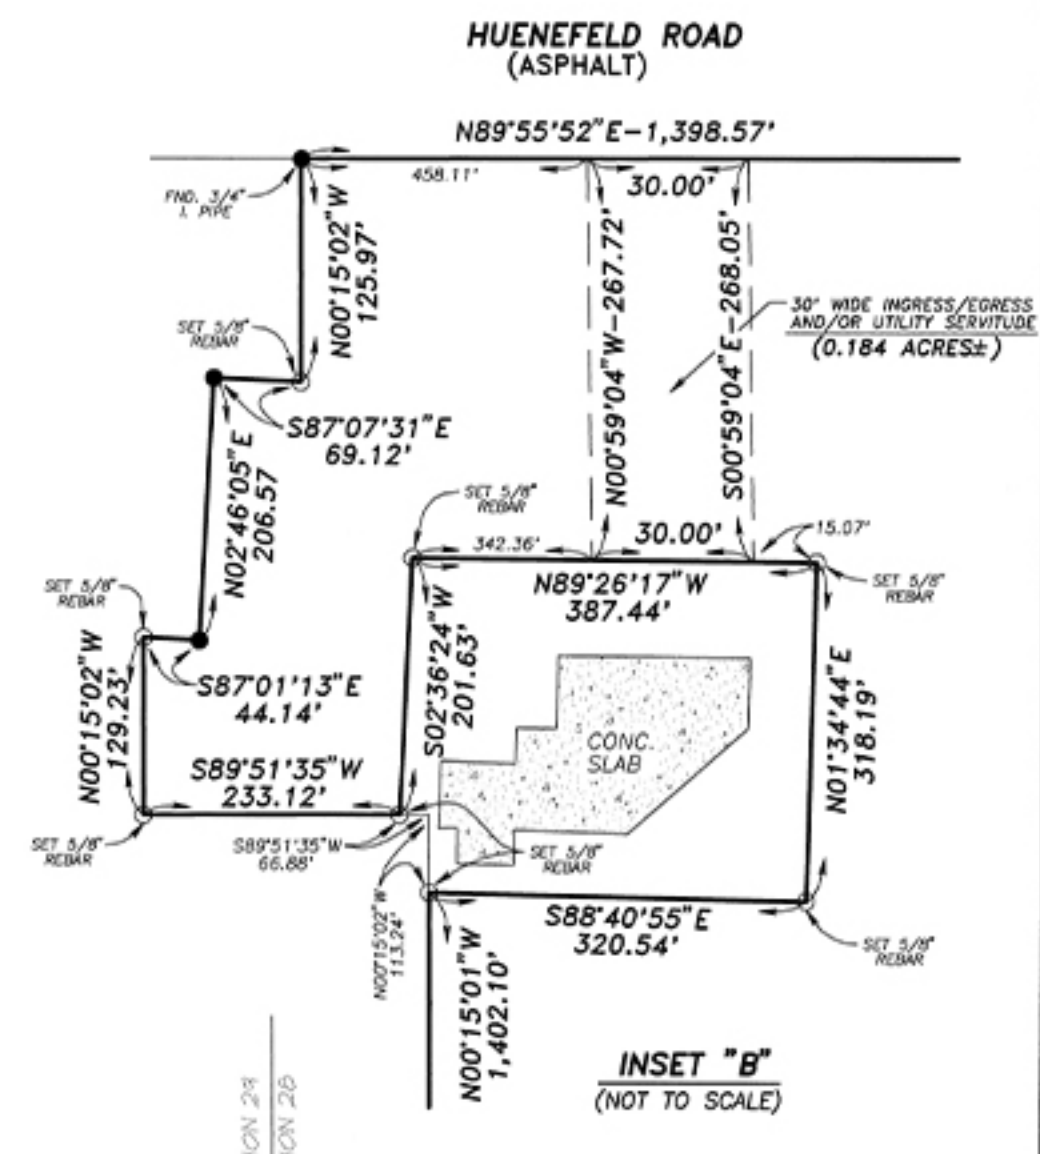 HUENEFELD ROAD
(ASPHALT)
N89°55'52"E-1,398.57'
458.11'
30.00'
FND. 3/4"
I. PIPE
N00°15'02"W
125.97'
N00°59'04"W-267.72'
S00°59'04"E-268.05'
30' WIDE INGRESS/EGRESS
AND/OR UTILITY SERVITUDE
(0.184 ACRES±)
SET 5/8"
REBAR
S87°07'31"E
69.12'
N02°46'05"E
206.57
SET 5/8"
REBAR
342.36'
30.00'
15.07'
N89°26'17"W
387.44'
SET 5/8"
REBAR
SET 5/8"
REBAR
N00°15'02"W
129.23'
S87°01'13"E
44.14'
S02°36'24"W
201.63'
CONC.
SLAB
N01°34'44"E
318.19'
S89°51'35"W
233.12'
SET 5/8"
REBAR
S89°51'35"W
66.88'
SET 5/8"
REBAR
N00°15'02"W
113.24'
S88°40'55"E
320.54'
SET 5/8"
REBAR
N00°15'01"W
1,402.10'
ION 29
ION 28
INSET "B"
(NOT TO SCALE)